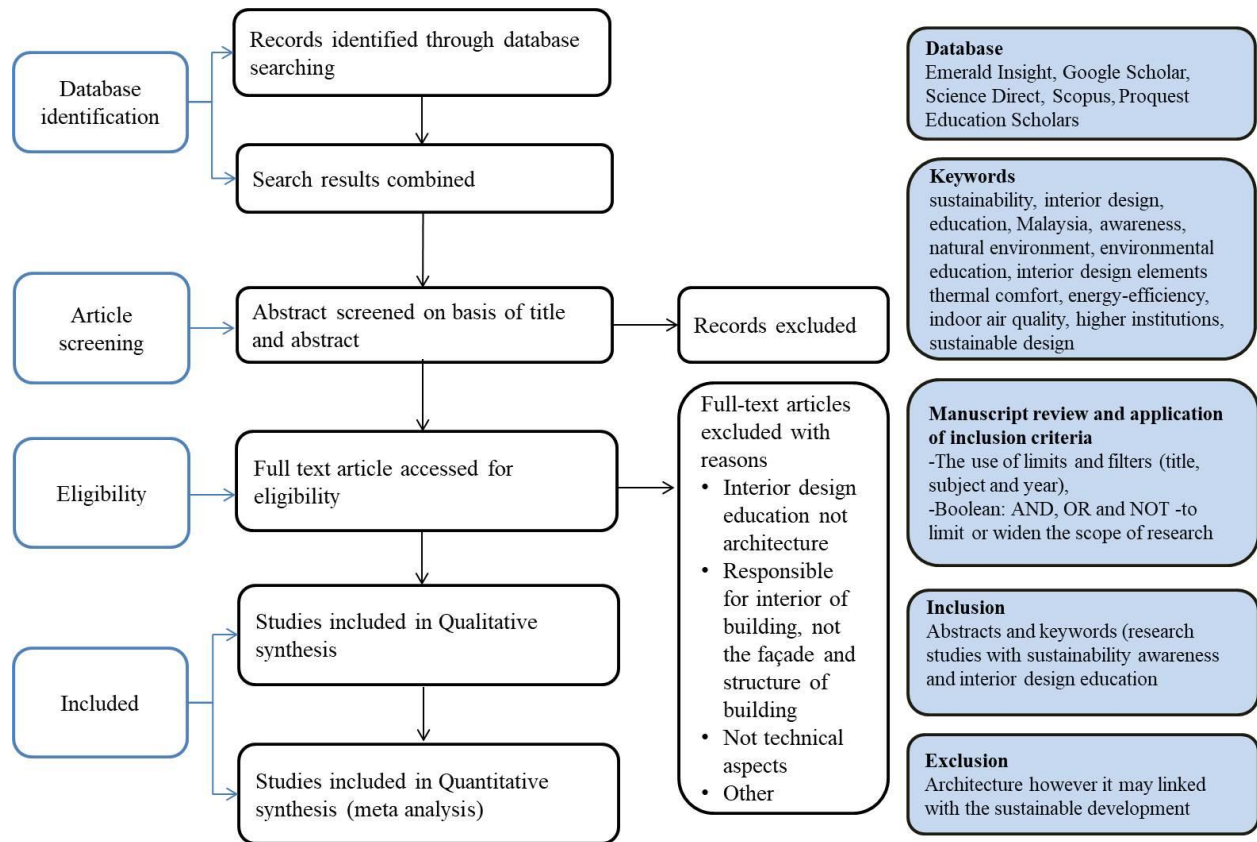 Database
identification
Records identified through database
searching
Search results combined
Article
screening
Abstract screened on basis of title
and abstract
Records excluded
Eligibility
Full text article accessed for
eligibility
Full-text articles
excluded with
reasons
• Interior design
education not
architecture
• Responsible
for interior of
building, not
the façade and
structure of
building
• Not technical
aspects
• Other
Included
Studies included in Qualitative
synthesis
Studies included in Quantitative
synthesis (meta analysis)
Database
Emerald Insight, Google Scholar,
Science Direct, Scopus, Proquest
Education Scholars
Keywords
sustainability, interior design,
education, Malaysia, awareness,
natural environment, environmental
education, interior design elements
thermal comfort, energy-efficiency,
indoor air quality, higher institutions,
sustainable design
Manuscript review and application
of inclusion criteria
-The use of limits and filters (title,
subject and year),
-Boolean: AND, OR and NOT -to
limit or widen the scope of research
Inclusion
Abstracts and keywords (research
studies with sustainability awareness
and interior design education
Exclusion
Architecture however it may linked
with the sustainable development